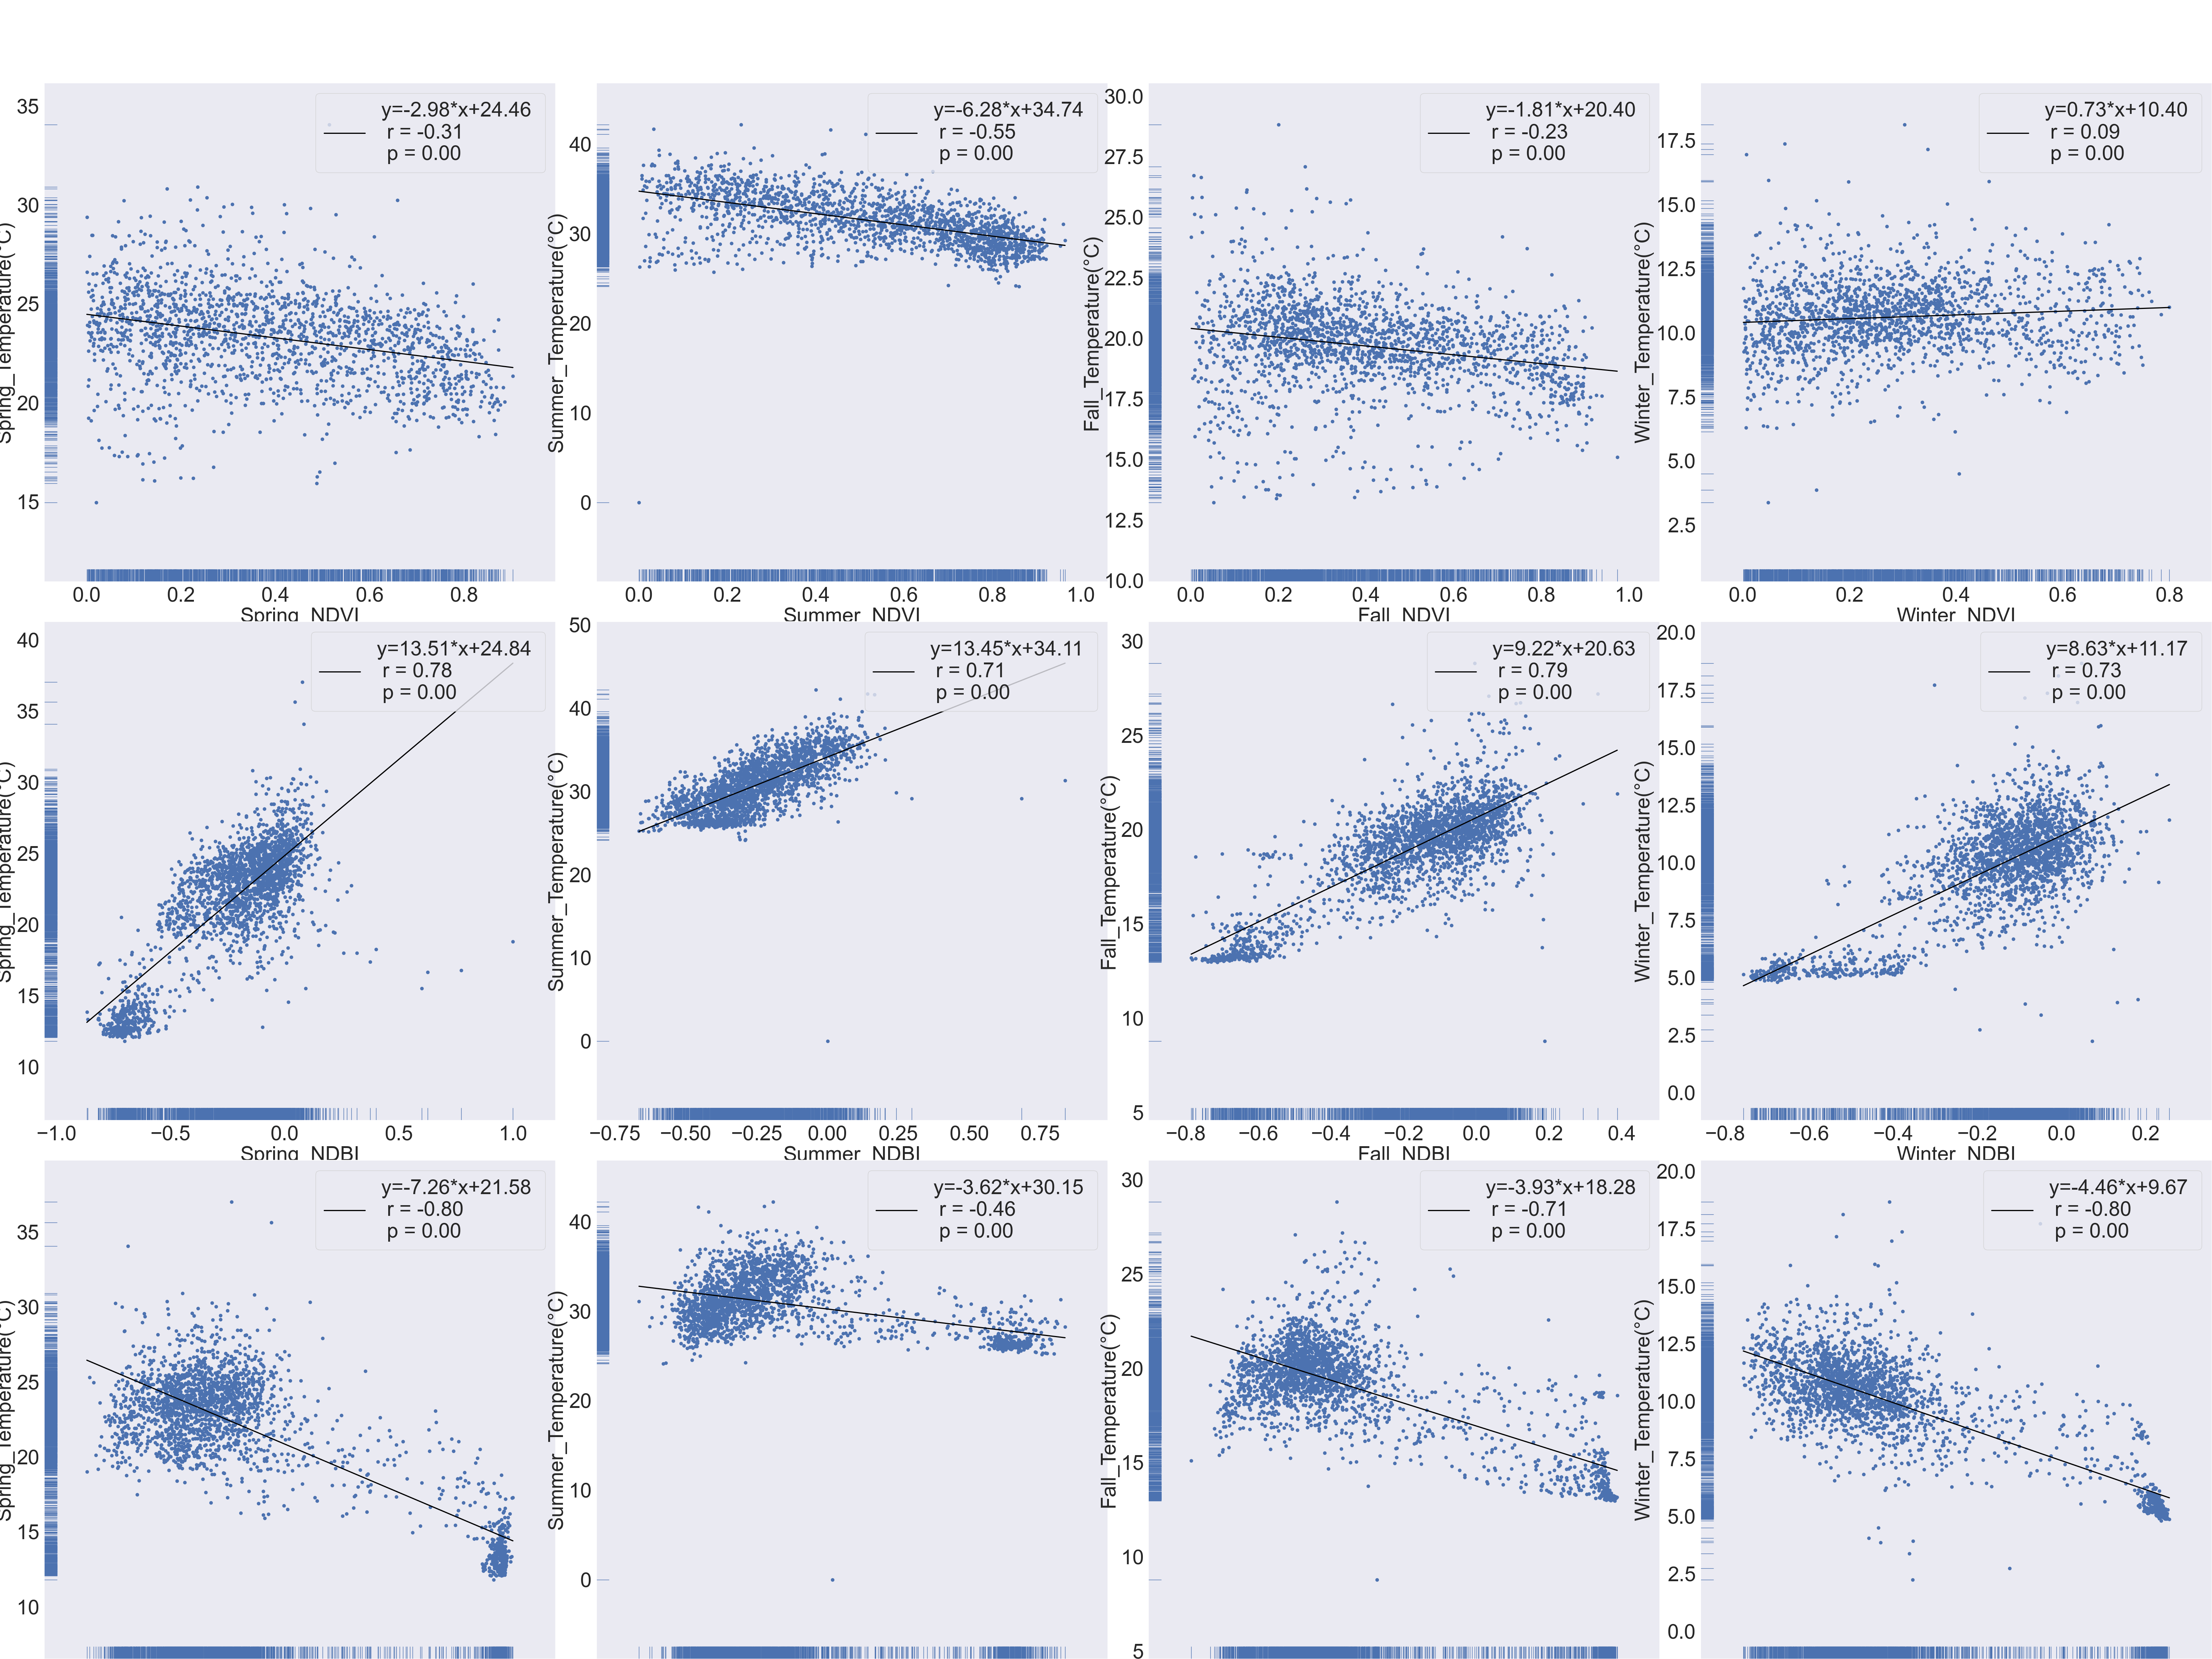 y=-2.98*x+24.46
r = -0.31
p = 0.00
35
30
25
20
15
Spring_Temperature(°C)
0.0 0.2 0.4 0.6 0.8
Spring_NDVI
y=-6.28*x+34.74
r = -0.55
p = 0.00
40
30
20
10
0
Summer_Temperature(°C)
0.0 0.2 0.4 0.6 0.8 1.0
Summer_NDVI
y=-1.81*x+20.40
r = -0.23
p = 0.00
30.0
27.5
25.0
22.5
20.0
17.5
15.0
12.5
10.0
Fall_Temperature(°C)
0.0 0.2 0.4 0.6 0.8 1.0
Fall_NDVI
y=0.73*x+10.40
r = 0.09
p = 0.00
17.5
15.0
12.5
10.0
7.5
5.0
2.5
Winter_Temperature(°C)
0.0 0.2 0.4 0.6 0.8
Winter_NDVI
y=13.51*x+24.84
r = 0.78
p = 0.00
40
35
30
25
20
15
10
Spring_Temperature(°C)
−1.0 −0.5 0.0 0.5 1.0
Spring_NDBI
y=13.45*x+34.11
r = 0.71
p = 0.00
50
40
30
20
10
0
Summer_Temperature(°C)
−0.75 −0.50 −0.25 0.00 0.25 0.50 0.75
Summer_NDBI
y=9.22*x+20.63
r = 0.79
p = 0.00
30
25
20
15
10
5
Fall_Temperature(°C)
−0.8 −0.6 −0.4 −0.2 0.0 0.2 0.4
Fall_NDBI
y=8.63*x+11.17
r = 0.73
p = 0.00
20.0
17.5
15.0
12.5
10.0
7.5
5.0
2.5
0.0
Winter_Temperature(°C)
−0.8 −0.6 −0.4 −0.2 0.0 0.2
Winter_NDBI
y=-7.26*x+21.58
r = -0.80
p = 0.00
35
30
25
20
15
10
Spring_Temperature(°C)
y=-3.62*x+30.15
r = -0.46
p = 0.00
40
30
20
10
0
Summer_Temperature(°C)
y=-3.93*x+18.28
r = -0.71
p = 0.00
30
25
20
15
10
5
Fall_Temperature(°C)
y=-4.46*x+9.67
r = -0.80
p = 0.00
20.0
17.5
15.0
12.5
10.0
7.5
5.0
2.5
0.0
Winter_Temperature(°C)